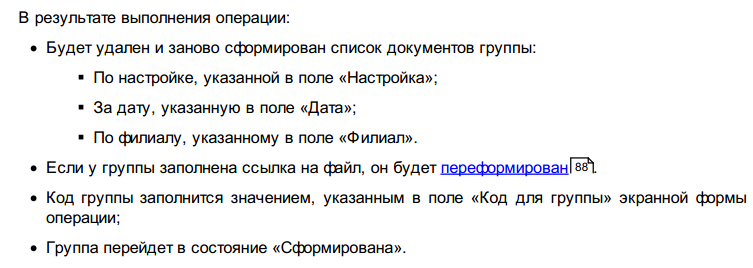 В результате выполнения операции:
• Будет удален и заново сформирован список документов группы:
▪ По настройке, указанной в поле «Настройка»;
▪ За дату, указанную в поле «Дата»;
▪ По филиалу, указанному в поле «Филиал».
• Если у группы заполнена ссылка на файл, он будет переформирован 88.
• Код группы заполнится значением, указанным в поле «Код для группы» экранной формы
операции;
• Группа перейдет в состояние «Сформирована».